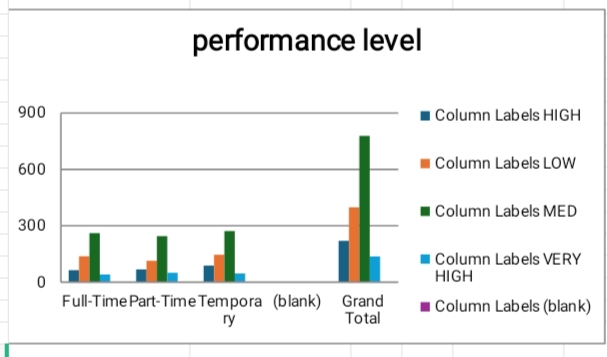 performance level
900
600
300
0
Full-Time Part-Time Tempora (blank) Grand
ry Total
Column Labels HIGH
Column Labels LOW
Column Labels MED
Column Labels VERY
HIGH
Column Labels (blank)